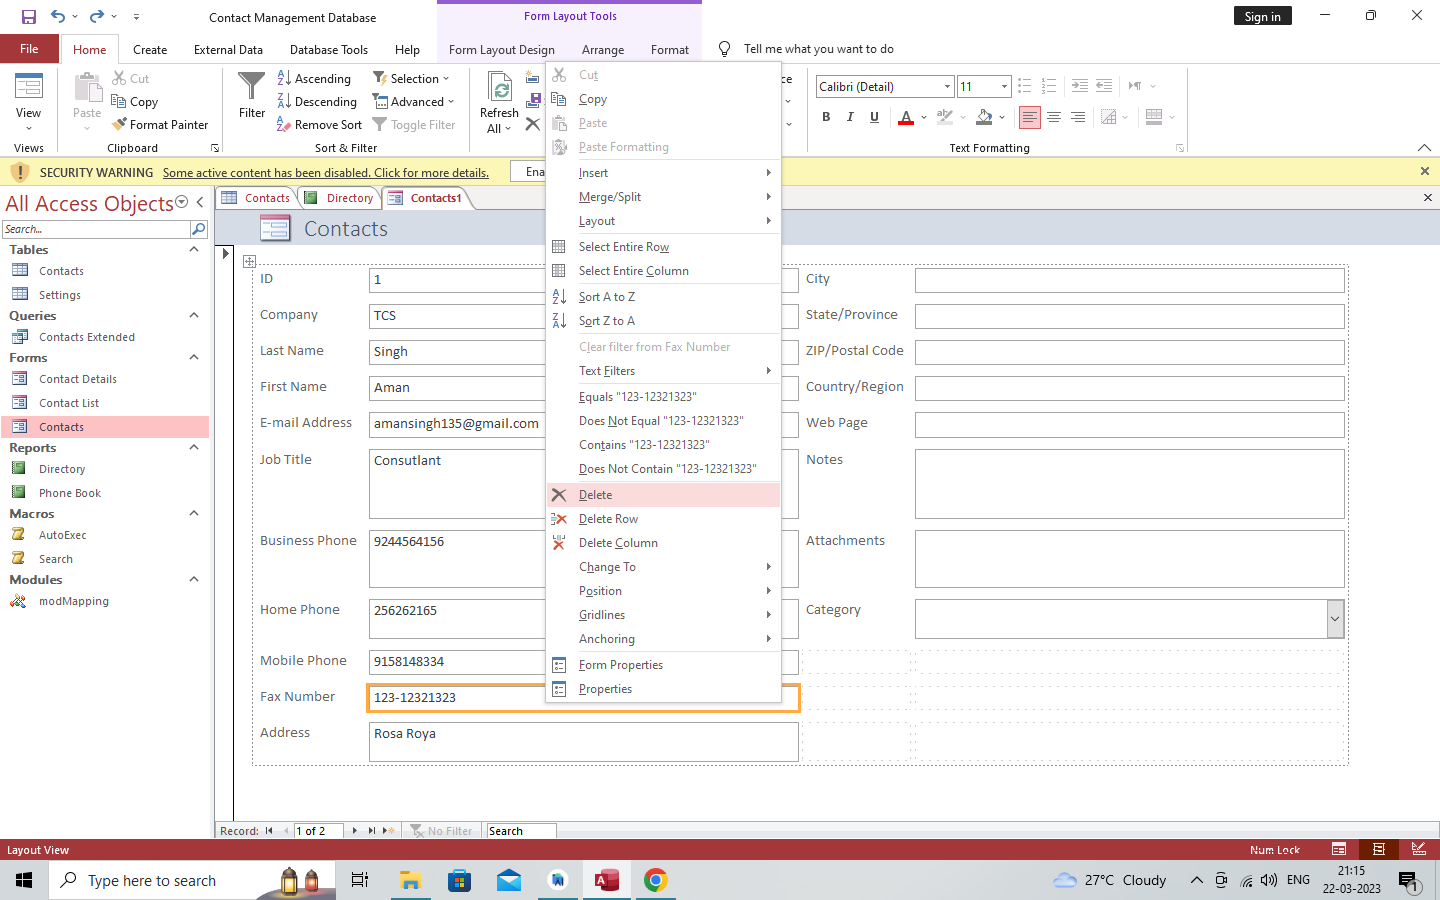 Contact Management Database
Form Layout Tools
Sign in
File
Home
Create
External Data
Database Tools
Help
Form Layout Design
Arrange
Format
Tell me what you want to do
View
Views
Paste
Cut
Copy
Format Painter
Clipboard
Filter
Ascending
Descending
Remove Sort
Selection
Advanced
Toggle Filter
Sort & Filter
Refresh
All
ce
Calibri (Detail)
11
B I U
Text Formatting
SECURITY WARNING
Some active content has been disabled. Click for more details.
Ena
All Access Objects
Search...
Tables
Contacts
Settings
Queries
Contacts Extended
Forms
Contact Details
Contact List
Contacts
Reports
Directory
Phone Book
Macros
AutoExec
Search
Modules
modMapping
Contacts
Directory
Contacts1
Contacts
ID
1
Company
TCS
Last Name
Singh
First Name
Aman
E-mail Address
amansingh135@gmail.com
Job Title
Consutlant
Business Phone
9244564156
Home Phone
256262165
Mobile Phone
9158148334
Fax Number
123-12321323
Address
Rosa Roya
City
State/Province
ZIP/Postal Code
Country/Region
Web Page
Notes
Attachments
Category
Cut
Copy
Paste
Paste Formatting
Insert
Merge/Split
Layout
Select Entire Row
Select Entire Column
Sort A to Z
Sort Z to A
Clear filter from Fax Number
Text Filters
Equals "123-12321323"
Does Not Equal "123-12321323"
Contains "123-12321323"
Does Not Contain "123-12321323"
Delete
Delete Row
Delete Column
Change To
Position
Gridlines
Anchoring
Form Properties
Properties
Record:
1 of 2
No Filter
Search
Layout View
Num Lock
Type here to search
27°C Cloudy
ENG
21:15
22-03-2023
1